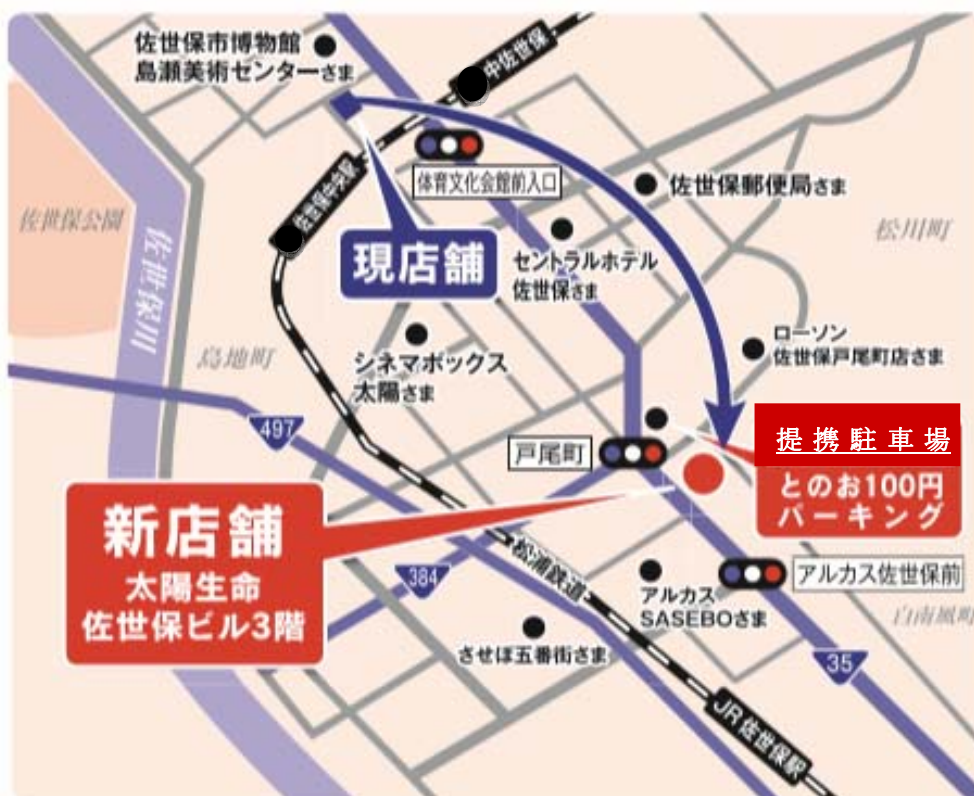 佐世保市博物館
島瀬美術センターさま
中佐世保
佐世保中央駅
体育文化会館前入口
佐世保郵便局さま
佐世保公園
佐世保川
松川町
現店舗
セントラルホテル
佐世保さま
ローソン
佐世保戸尾町店さま
島地町
シネマボックス
太陽さま
497
戸尾町
提携駐車場
とのお100円
パーキング
新店舗
太陽生命
佐世保ビル3階
松浦鉄道
384
アルカス佐世保前
アルカス
SASEBOさま
白南風町
させぼ五番街さま
35
JR佐世保駅